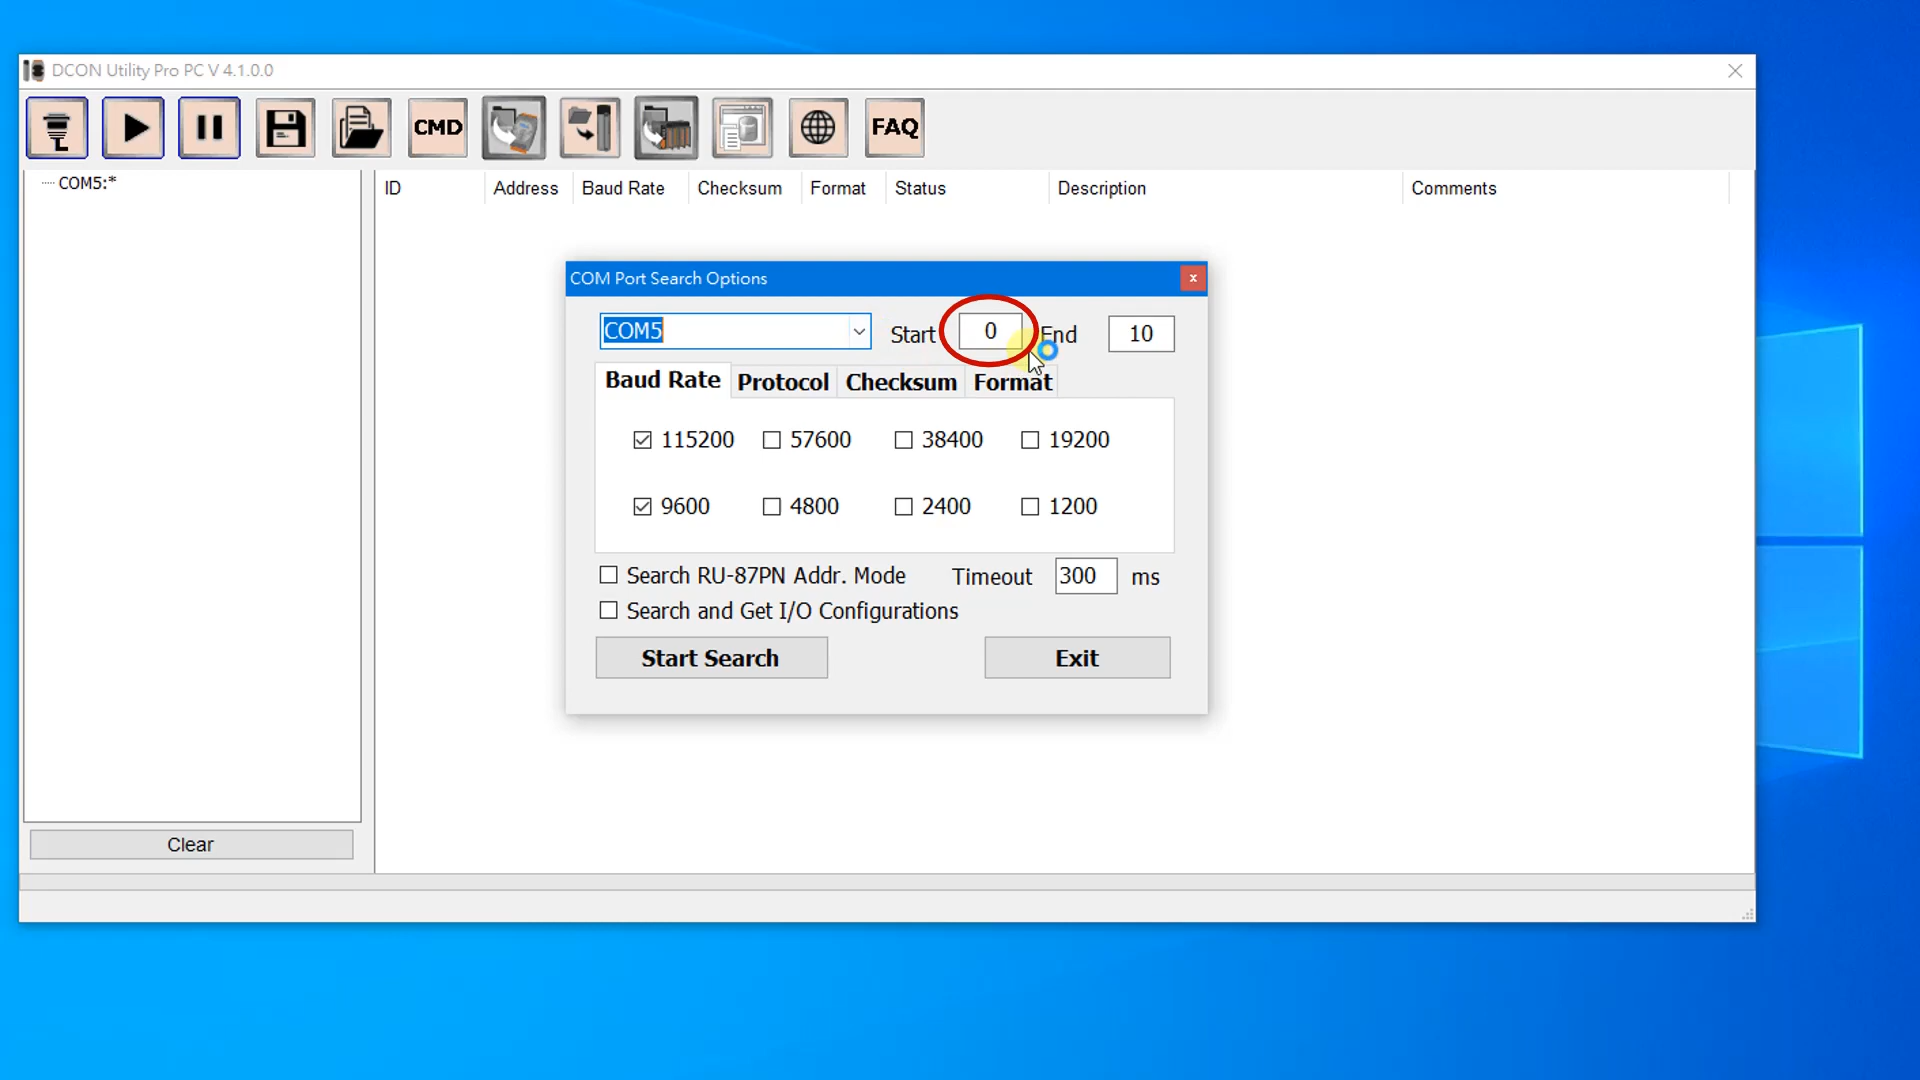 DCON Utility Pro PC V 4.1.0.0
CMD
FAQ
COM5:*
ID Address Baud Rate Checksum Format Status Description Comments
COM Port Search Options
COM5 Start 0 End 10
Baud Rate Protocol Checksum Format
115200 57600 38400 19200
9600 4800 2400 1200
Search RU-87PN Addr. Mode Timeout 300 ms
Search and Get I/O Configurations
Start Search Exit
Clear